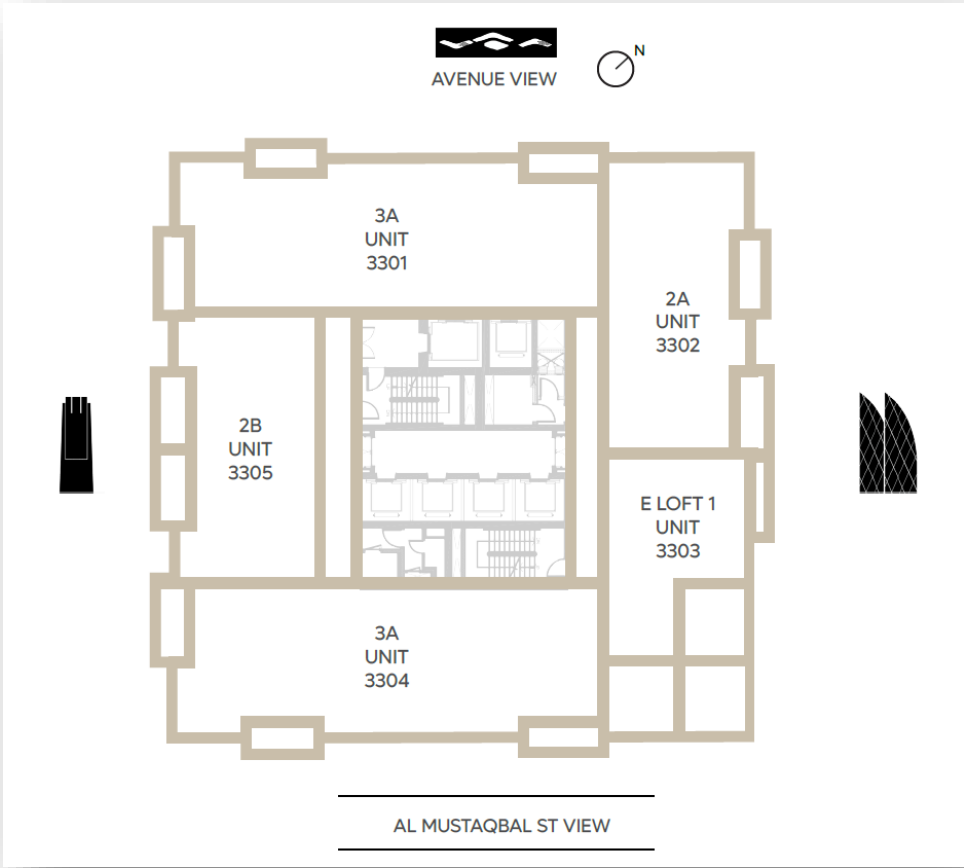 N
AVENUE VIEW
3A
UNIT
3301
2A
UNIT
3302
2B
UNIT
3305
E LOFT 1
UNIT
3303
3A
UNIT
3304
AL MUSTAQBAL ST VIEW